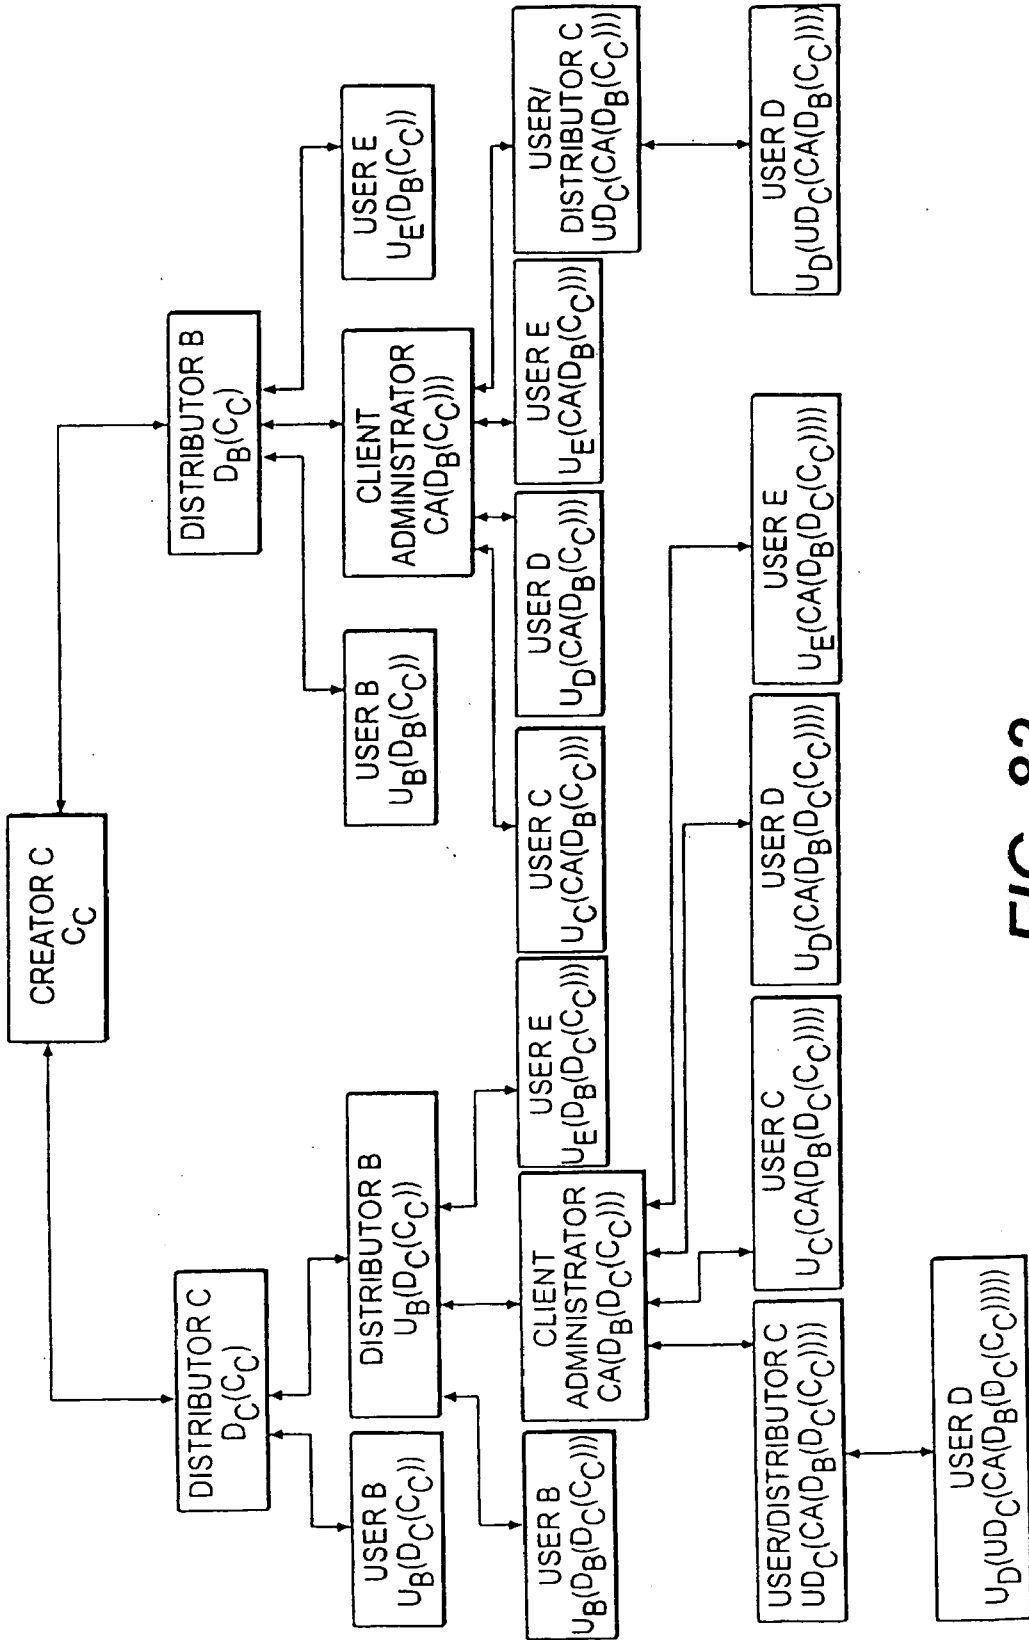 CREATOR C
C_C
DISTRIBUTOR C
D_C(C_C)
DISTRIBUTOR B
D_B(C_C)
USER B
U_B(D_C(C_C))
DISTRIBUTOR B
U_B(D_C(C_C))
USER B
U_B(D_B(C_C))
CLIENT
ADMINISTRATOR
CA(D_B(C_C)))
USER E
U_E(D_B(C_C))
USER B
U_B(D_B(D_C(C_C)))
CLIENT
ADMINISTRATOR
CA(D_B(D_C(C_C)))
USER E
U_E(D_B(D_C(C_C)))
USER C
U_C(CA(D_B(C_C)))
USER D
U_D(CA(D_B(C_C)))
USER E
U_E(CA(D_B(C_C)))
USER/
DISTRIBUTOR C
UD_C(CA(D_B(C_C)))
USER/DISTRIBUTOR C
UD_C(CA(D_B(D_C(C_C))))
USER C
U_C(CA(D_B(D_C(C_C))))
USER D
U_D(CA(D_B(D_C(C_C))))
USER E
U_E(CA(D_B(D_C(C_C))))
USER D
U_D(UD_C(CA(D_B(C_C))))
USER D
U_D(UD_C(CA(D_B(D_C(C_C)))))
FIG. 83